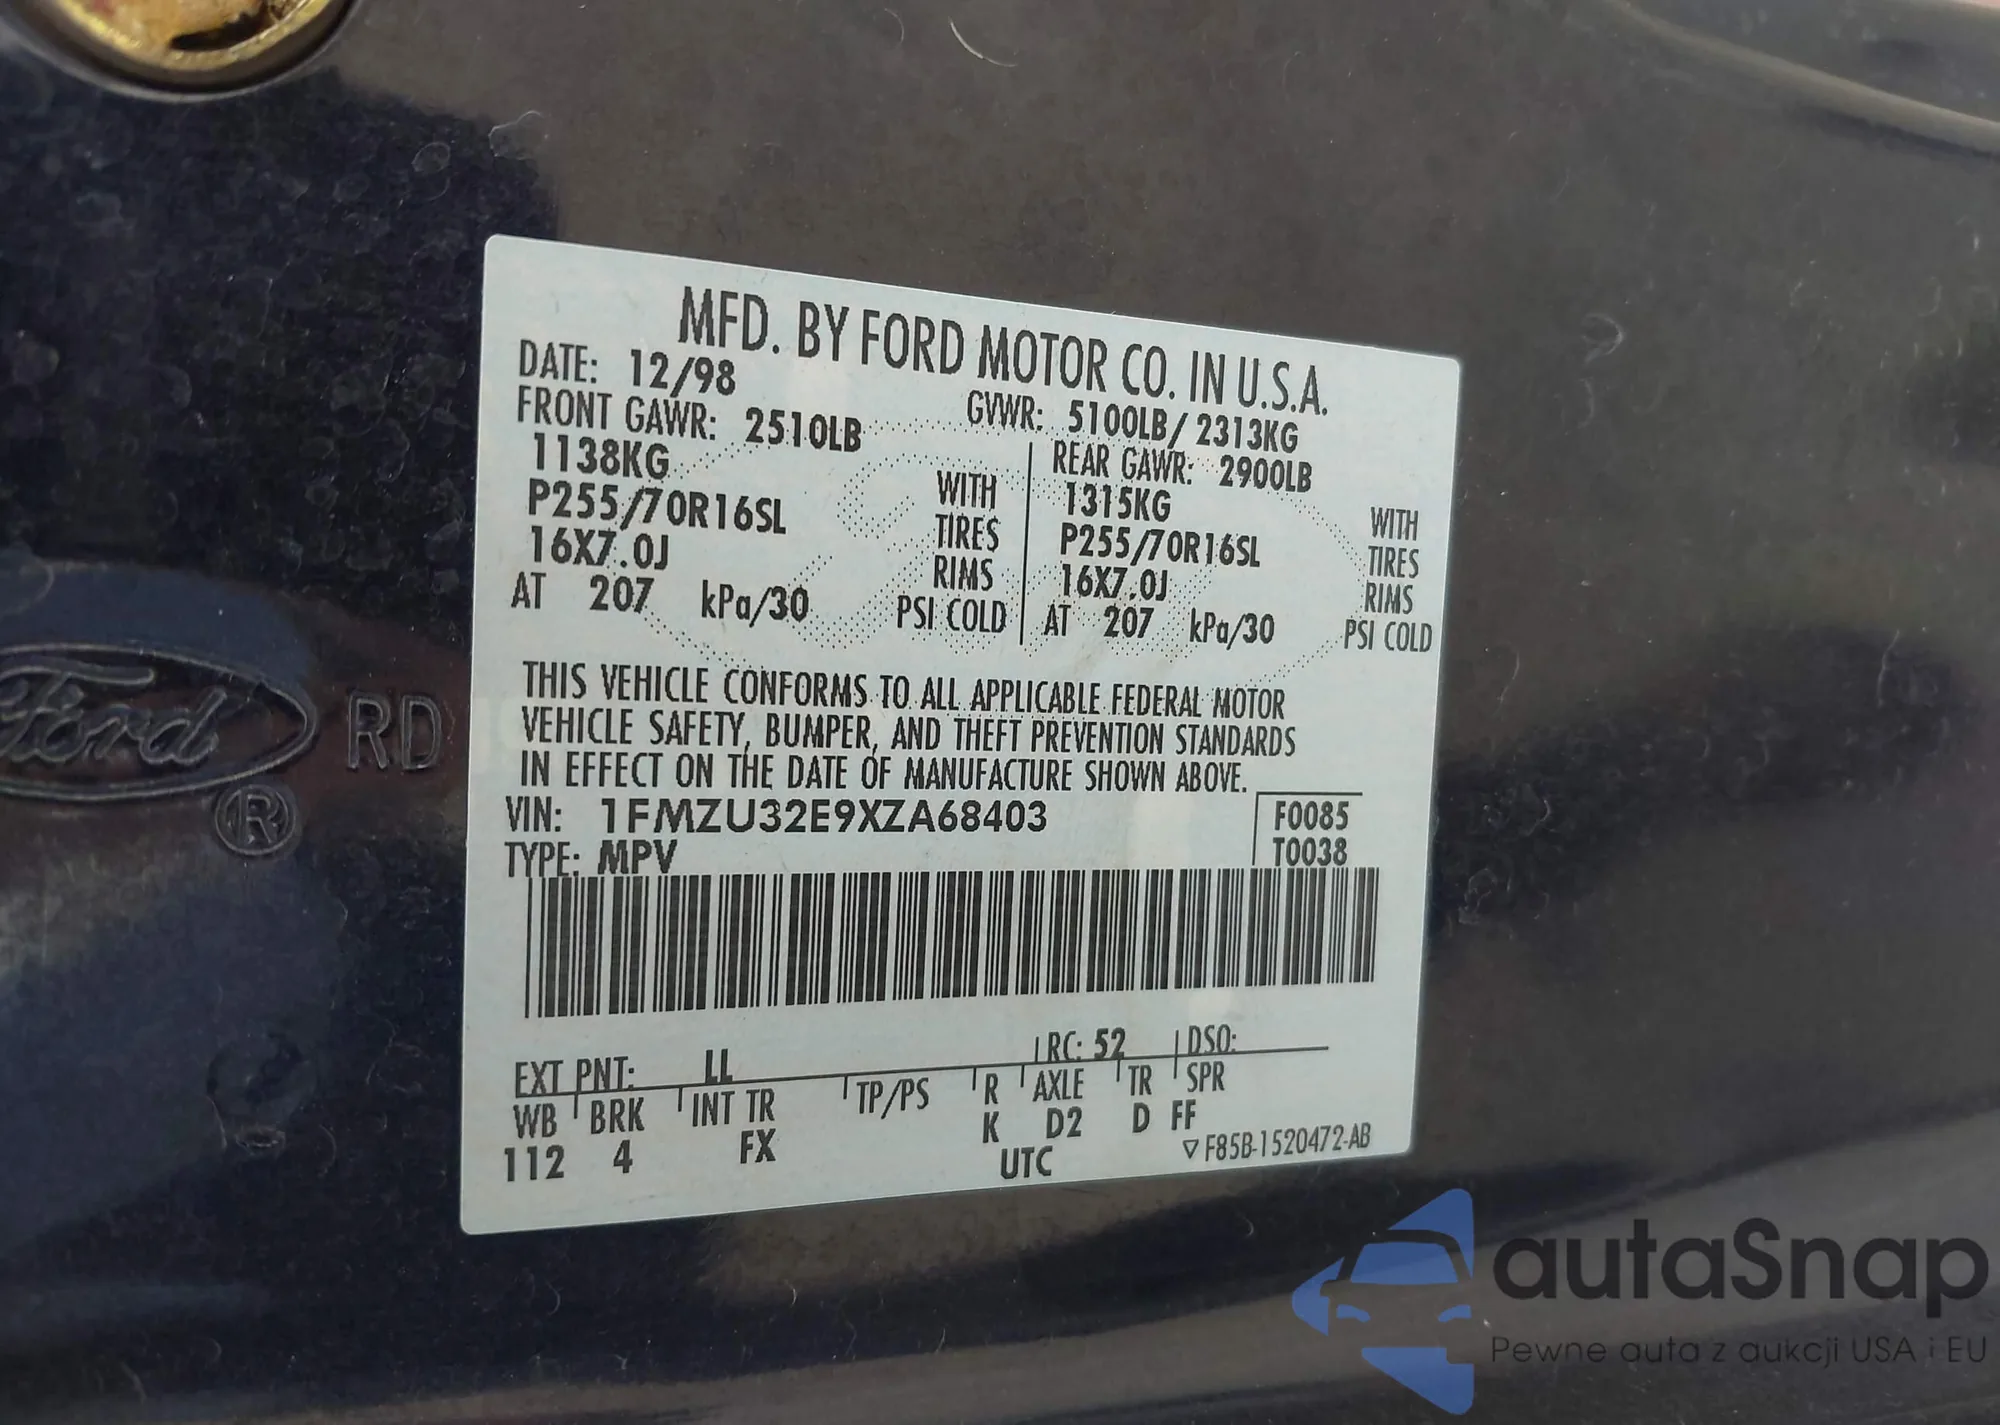 MFD. BY FORD MOTOR CO. IN U.S.A.
DATE: 12/98 GVWR: 5100LB/ 2313KG
FRONT GAWR: 2510LB REAR GAWR: 2900LB
1138KG WITH 1315KG WITH
P255/70R16SL TIRES P255/70R16SL TIRES
16X7.0J RIMS 16X7.0J RIMS
AT 207 kPa/30 PSI COLD AT 207 kPa/30 PSI COLD
THIS VEHICLE CONFORMS TO ALL APPLICABLE FEDERAL MOTOR
VEHICLE SAFETY, BUMPER, AND THEFT PREVENTION STANDARDS
IN EFFECT ON THE DATE OF MANUFACTURE SHOWN ABOVE.
VIN: 1FMZU32E9XZA68403 F0085
TYPE: MPV T0038
EXT PNT: LL RC: 52 DSO:
WB BRK INT TR TP/PS R AXLE TR SPR
112 4 FX K D2 D FF
UTC ▽F85B-1520472-AB
Ford RD
®
autaSnap
Pewne auta z aukcji USA i EU